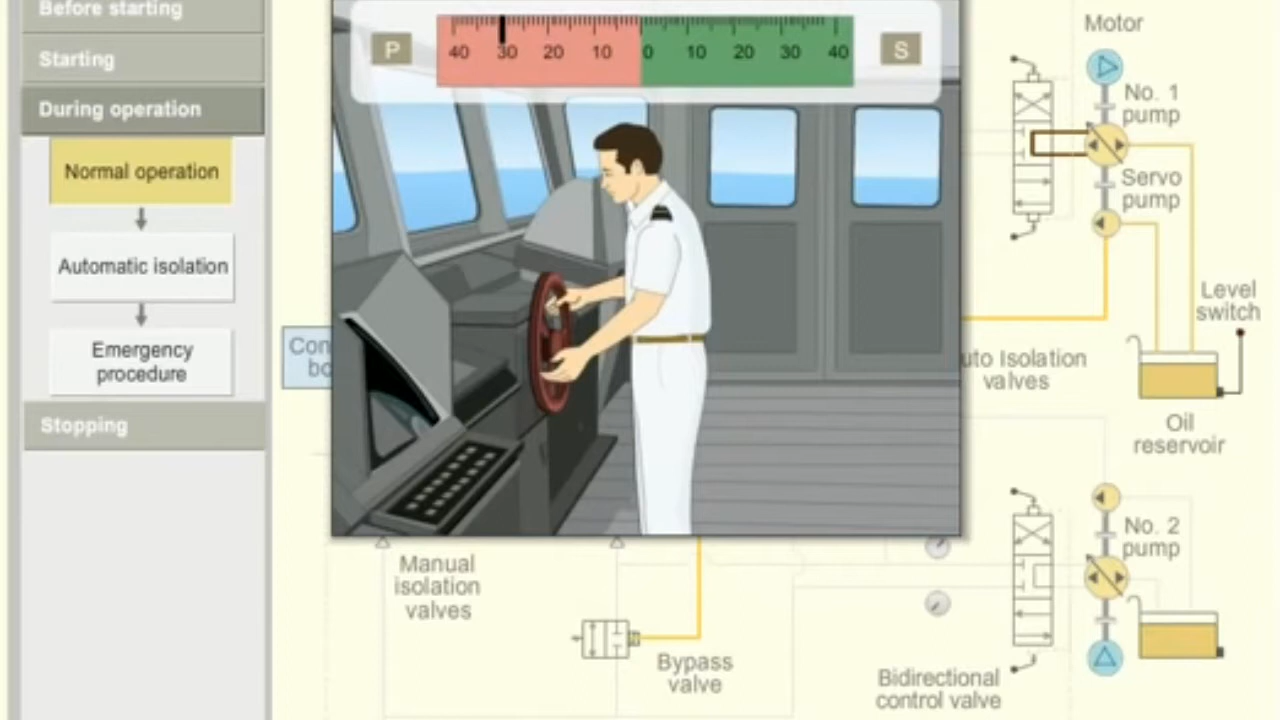 Before starting
Starting
During operation
Normal operation
Automatic isolation
Emergency
procedure
Stopping
P
40 30 20 10 0 10 20 30 40
S
Motor
No. 1
pump
Servo
pump
Level
switch
Con
bo
uto Isolation
valves
Oil
reservoir
Manual
isolation
valves
Bypass
valve
No. 2
pump
Bidirectional
control valve